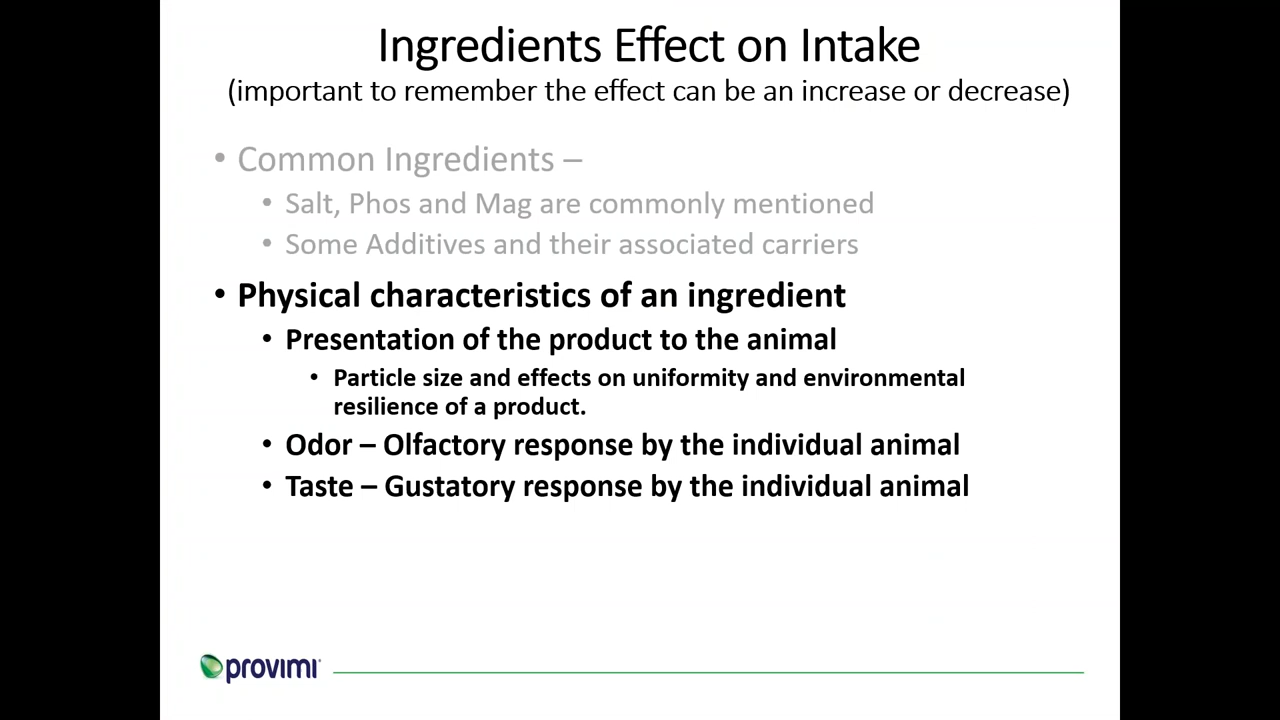 Ingredients Effect on Intake
(important to remember the effect can be an increase or decrease)
• Common Ingredients –
• Salt, Phos and Mag are commonly mentioned
• Some Additives and their associated carriers
• Physical characteristics of an ingredient
• Presentation of the product to the animal
• Particle size and effects on uniformity and environmental
resilience of a product.
• Odor – Olfactory response by the individual animal
• Taste – Gustatory response by the individual animal
provimi